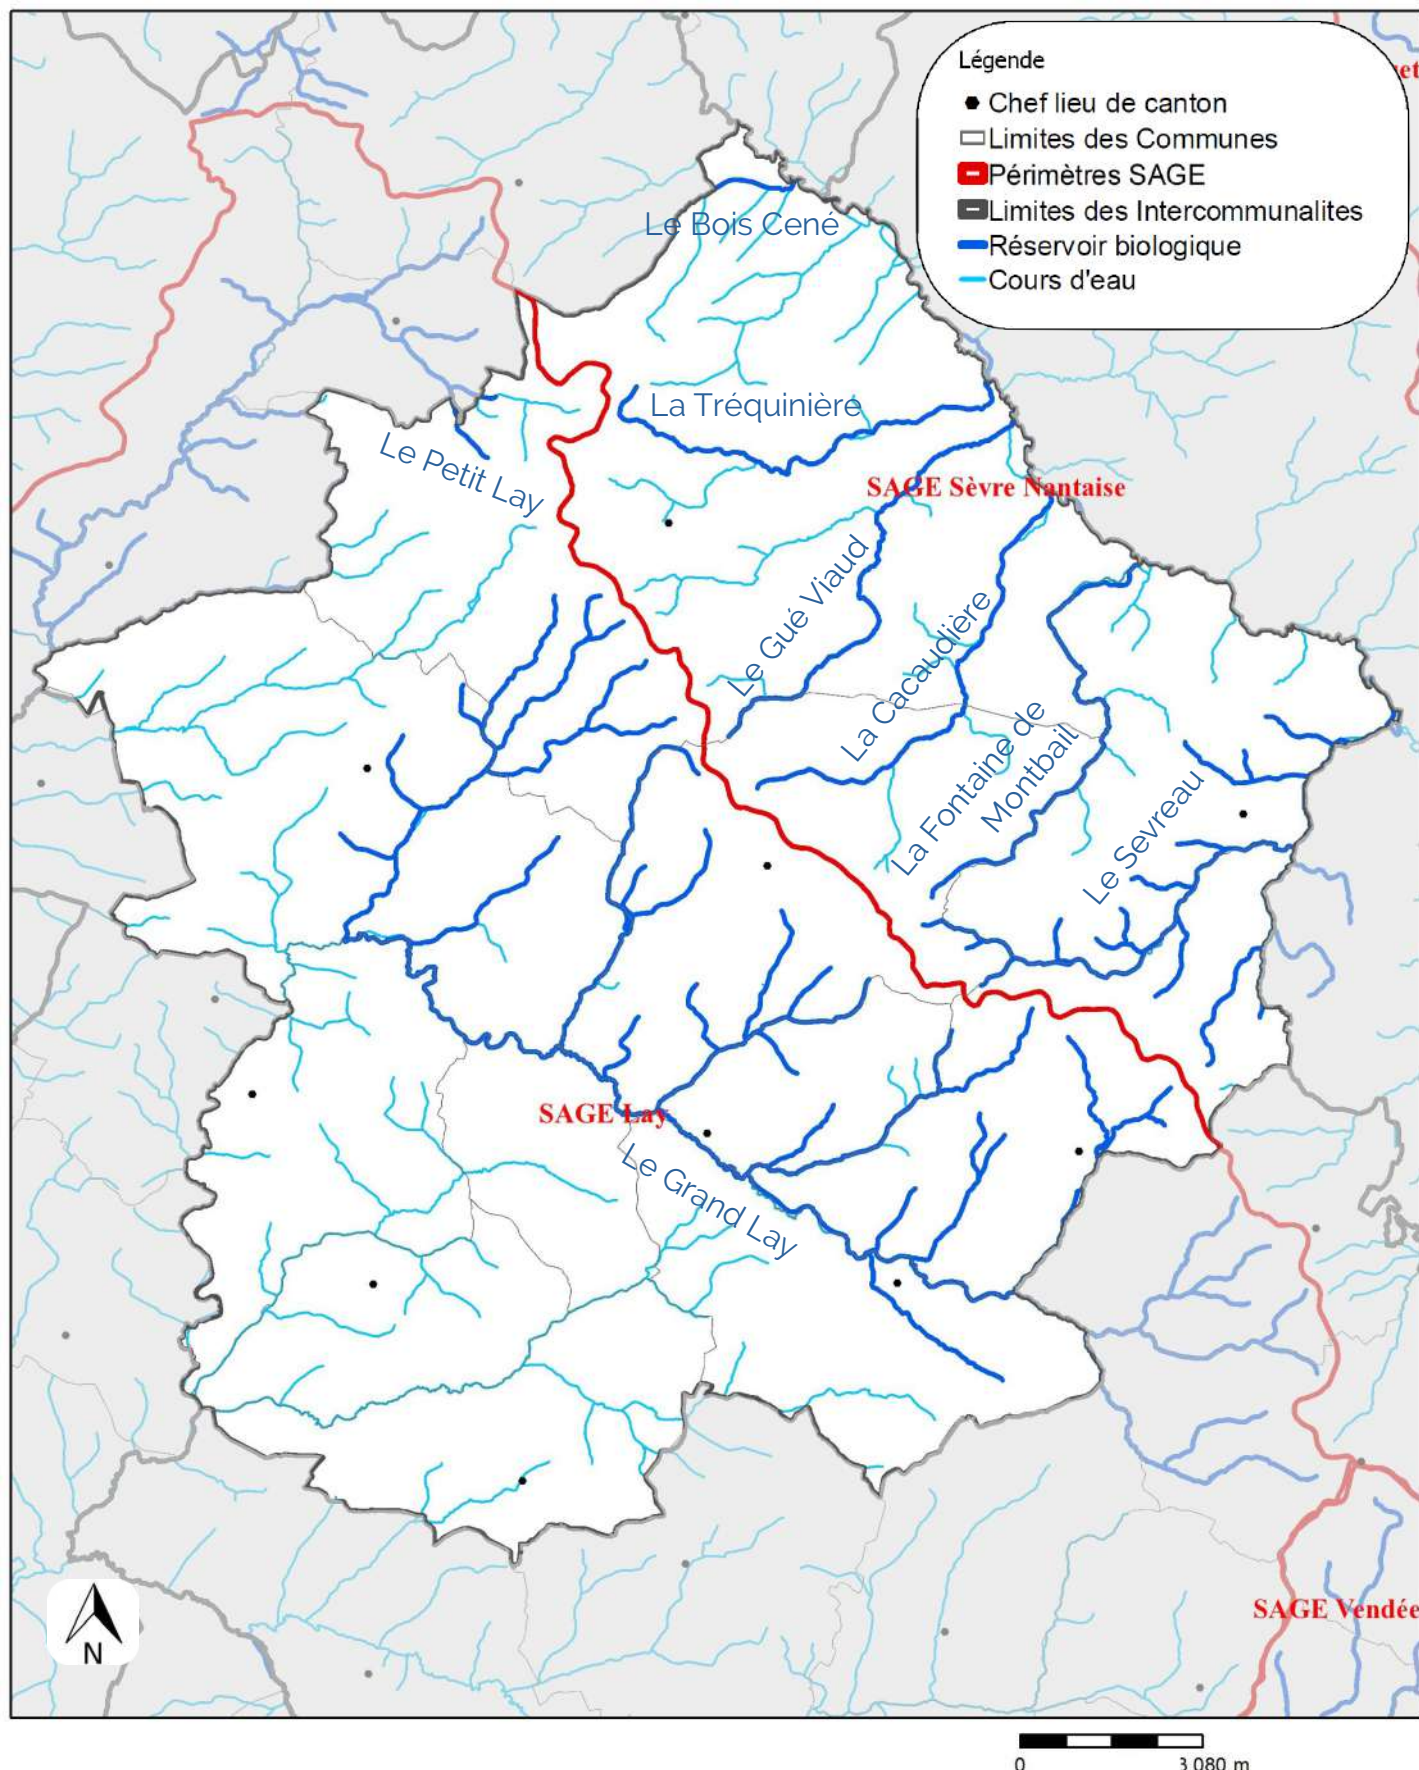 Légende
Chef lieu de canton
Limites des Communes
Périmètres SAGE
Limites des Intercommunalites
Réservoir biologique
Cours d'eau
Le Bois Cené
La Tréquinière
Le Petit Lay
SAGE Sèvre Nantaise
Le Gué Viaud
La Cacaudière
La Fontaine de
Montbail
Le Sevreau
SAGE Lay
Le Grand Lay
SAGE Vendée
N
0 3 080 m